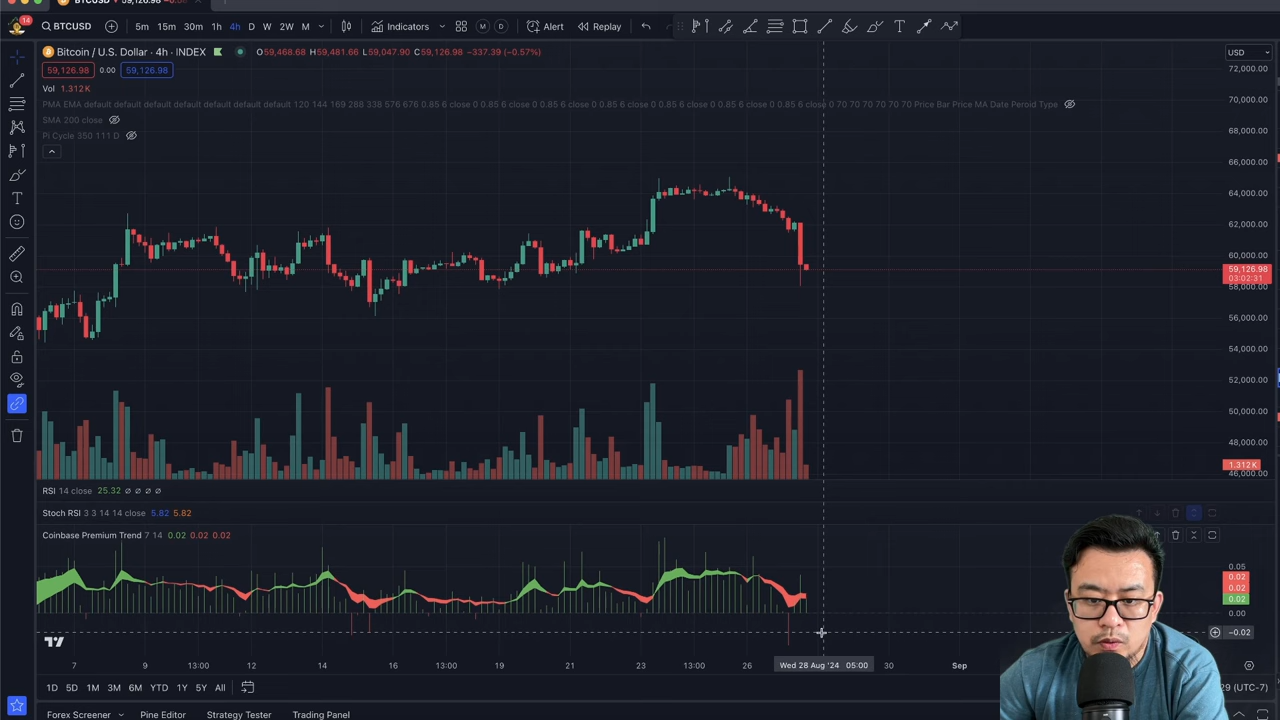 BTCUSD 59,126.98
14
BTCUSD 5m 15m 30m 1h 4h D W 2W M Indicators M D Alert Replay
Bitcoin / U.S. Dollar · 4h · INDEX O59,468.68 H59,481.66 L59,047.90 C59,126.98 −337.39 (−0.57%)
USD
59,126.98 0.00 59,126.98
Vol 1.312 K
PMA EMA default default default default default default default 120 144 169 288 338 576 676 0.85 6 close 0 0.85 6 close 0 0.85 6 close 0 0.85 6 close 0 0.85 6 close 0 0.85 6 close 0 70 70 70 70 70 70 Price Bar Price MA Date Peroid Type
SMA 200 close
Pi Cycle 350 111 D
72,000.00
70,000.00
68,000.00
66,000.00
64,000.00
62,000.00
60,000.00
59,126.98
03:02:31
58,000.00
56,000.00
54,000.00
52,000.00
50,000.00
48,000.00
1.312 K
46,000.00
RSI 14 close 25.32 ∅ ∅ ∅ ∅
Stoch RSI 3 3 14 14 close 5.82 5.82
Coinbase Premium Trend 7 14 0.02 0.02 0.02
0.05
0.02
0.02
0.02
0.00
−0.02
7 9 13:00 12 14 16 13:00 19 21 23 13:00 26 Wed 28 Aug '24 05:00 30 Sep
1D 5D 1M 3M 6M YTD 1Y 5Y All
29 (UTC-7)
Forex Screener Pine Editor Strategy Tester Trading Panel